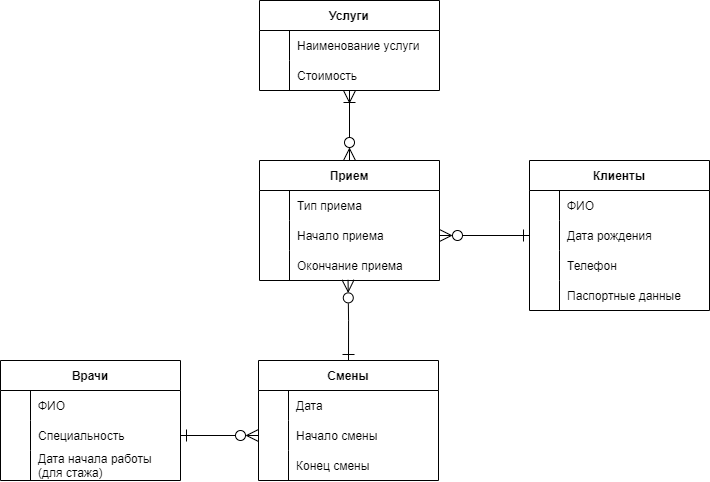 Услуги
Наименование услуги
Стоимость
Прием
Тип приема
Начало приема
Окончание приема
Клиенты
ФИО
Дата рождения
Телефон
Паспортные данные
Врачи
ФИО
Специальность
Дата начала работы
(для стажа)
Смены
Дата
Начало смены
Конец смены